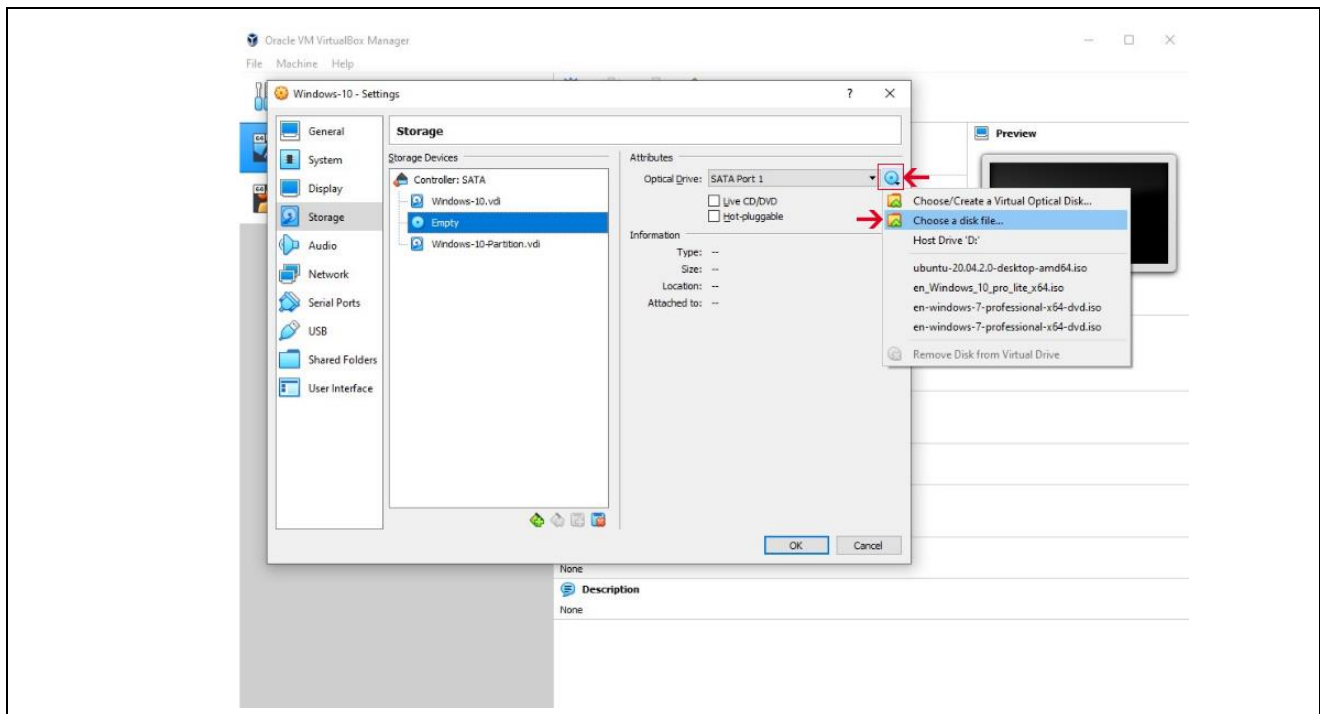 Oracle VM VirtualBox Manager
File Machine Help
Windows-10 - Settings
?
General
System
Display
Storage
Audio
Network
Serial Ports
USB
Shared Folders
User Interface
Storage
Storage Devices
Controller: SATA
Windows-10.vdi
Empty
Windows-10-Partition.vdi
Attributes
Optical Drive: SATA Port 1
Live CD/DVD
Hot-pluggable
Information
Type: --
Size: --
Location: --
Attached to: --
OK Cancel
Preview
Choose/Create a Virtual Optical Disk...
Choose a disk file...
Host Drive 'D:'
ubuntu-20.04.2.0-desktop-amd64.iso
en_Windows_10_pro_lite_x64.iso
en-windows-7-professional-x64-dvd.iso
en-windows-7-professional-x64-dvd.iso
Remove Disk from Virtual Drive
None
Description
None